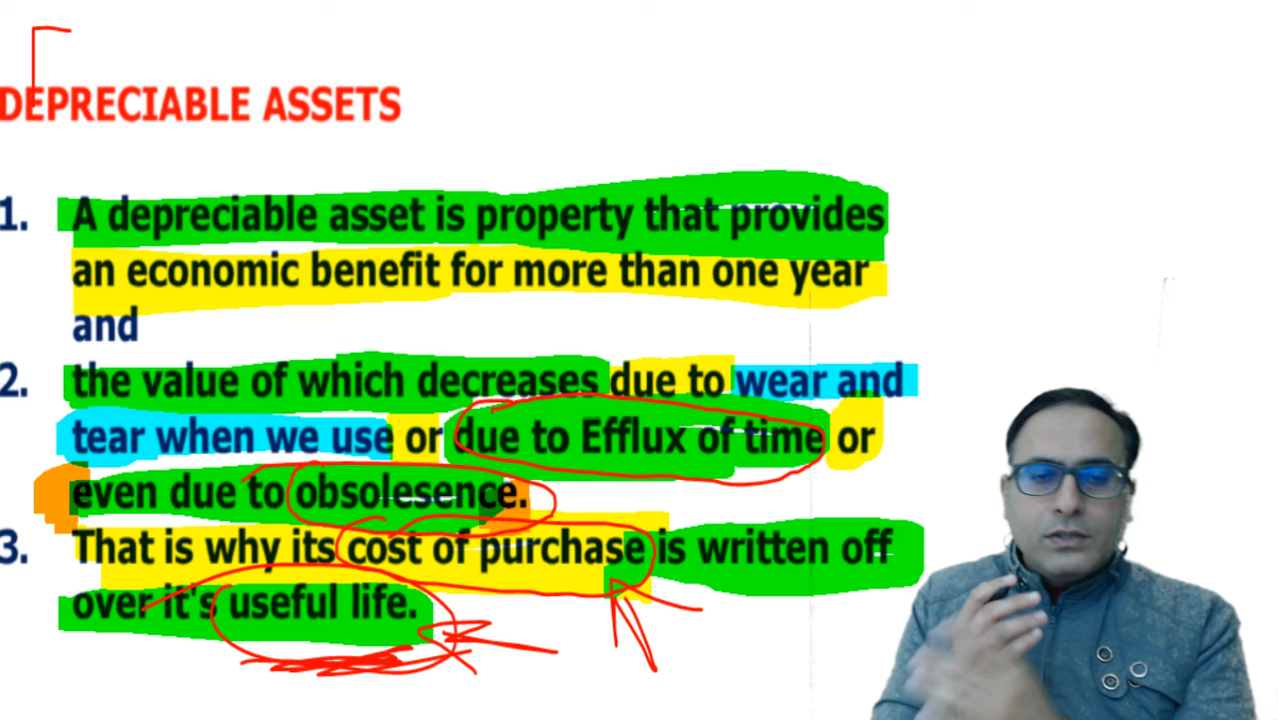 DEPRECIABLE ASSETS
1. A depreciable asset is property that provides
an economic benefit for more than one year
and
2. the value of which decreases due to wear and
tear when we use or due to Efflux of time or
even due to obsolesence.
3. That is why its cost of purchase is written off
over it's useful life.